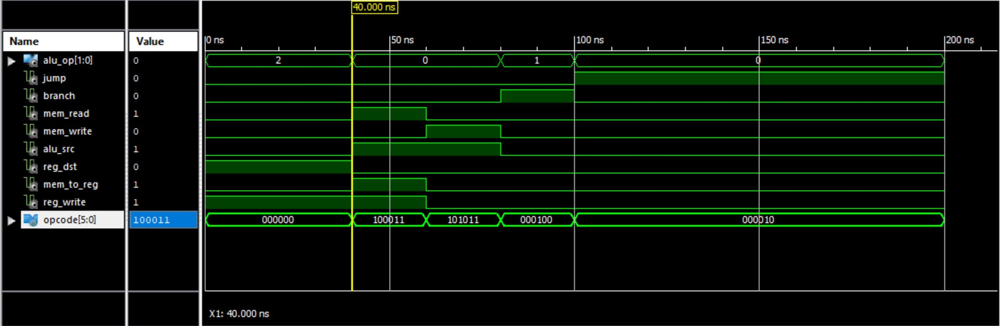 40.000 ns
Name Value 0 ns 50 ns 100 ns 150 ns 200 ns
alu_op[1:0] 0 2 0 1 0
jump 0
branch 0
mem_read 1
mem_write 0
alu_src 1
reg_dst 0
mem_to_reg 1
reg_write 1
opcode[5:0] 100011 000000 100011 101011 000100 000010
X1: 40.000 ns